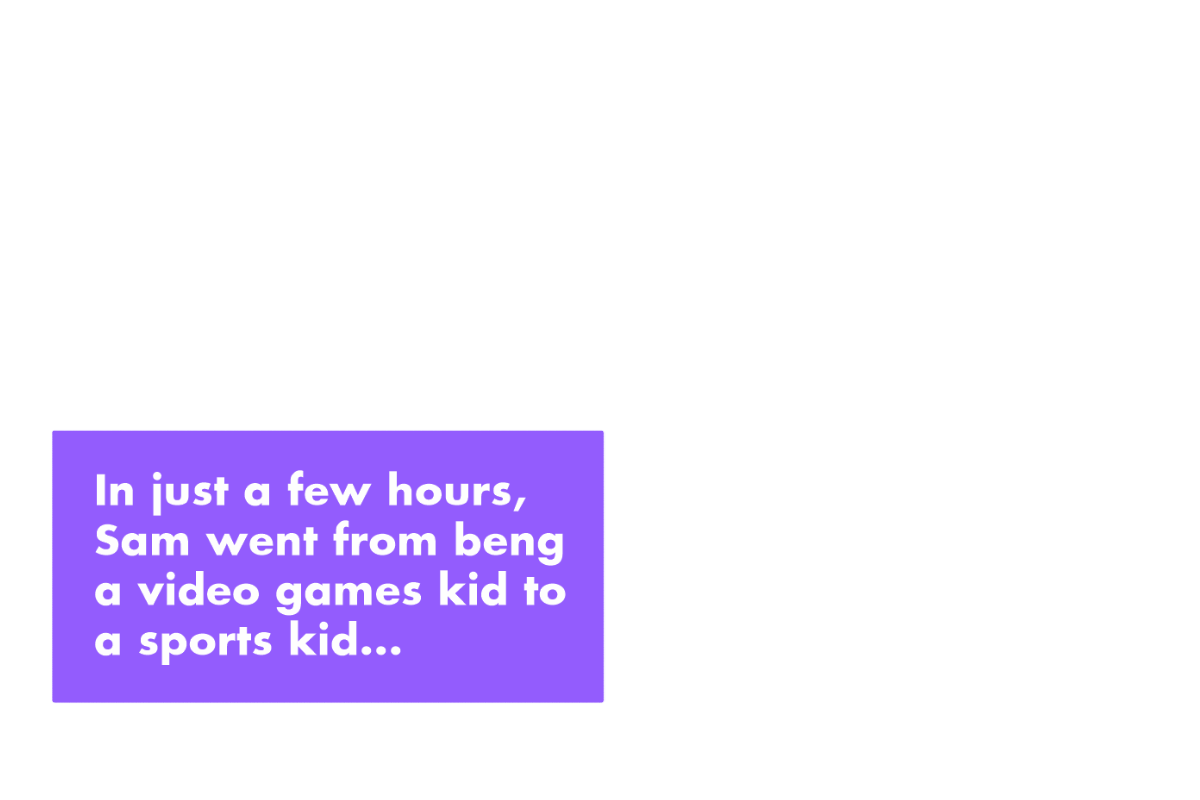 In just a few hours,
Sam went from beng
a video games kid to
a sports kid...